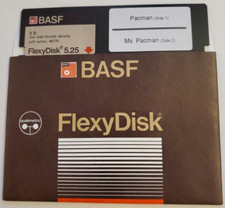 BASF
FlexyDisk® 5.25
Pacman (Side 1)
Ms. Pacman (Side 2)
BASF
FlexyDisk®